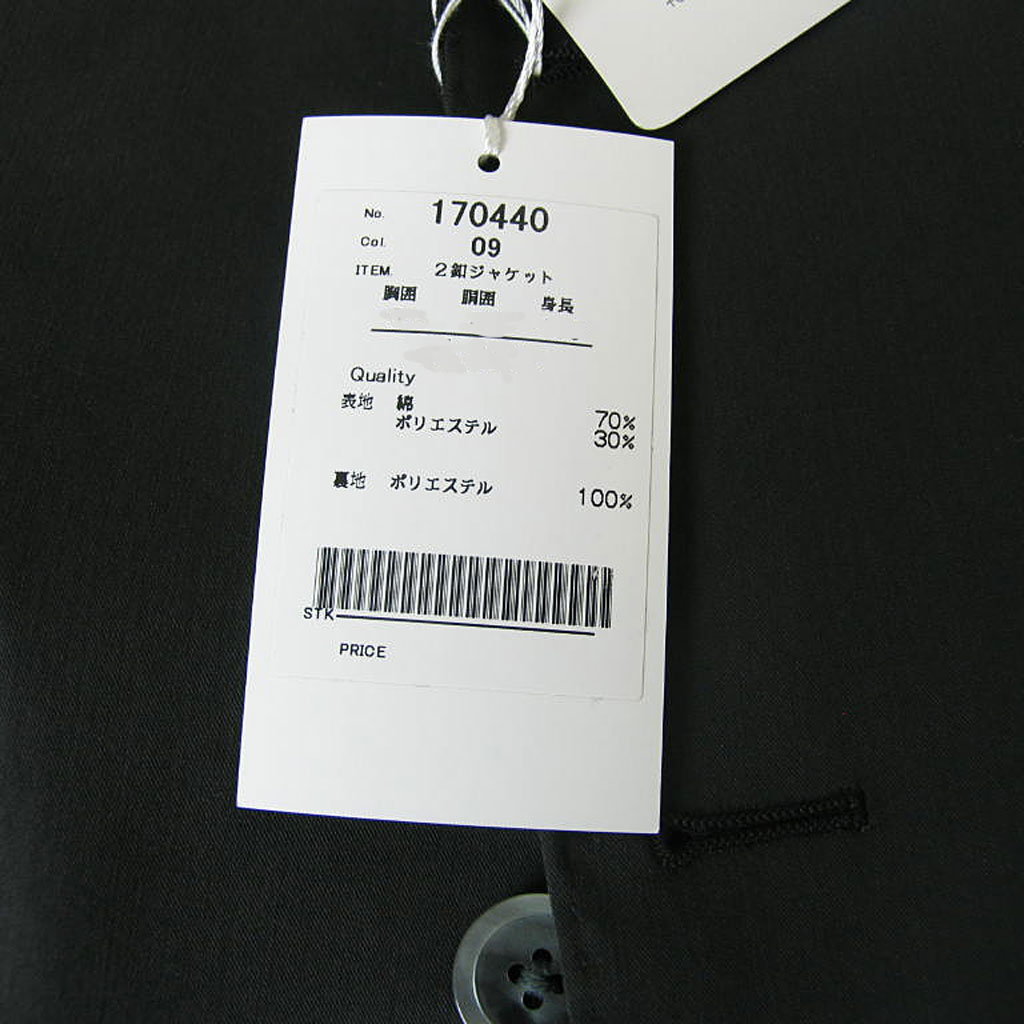 No. 170440
Col. 09
ITEM. 2釦ジャケット
胸囲 胴囲 身長
Quality
表地 綿 70%
ポリエステル 30%
裏地 ポリエステル 100%
STK
PRICE